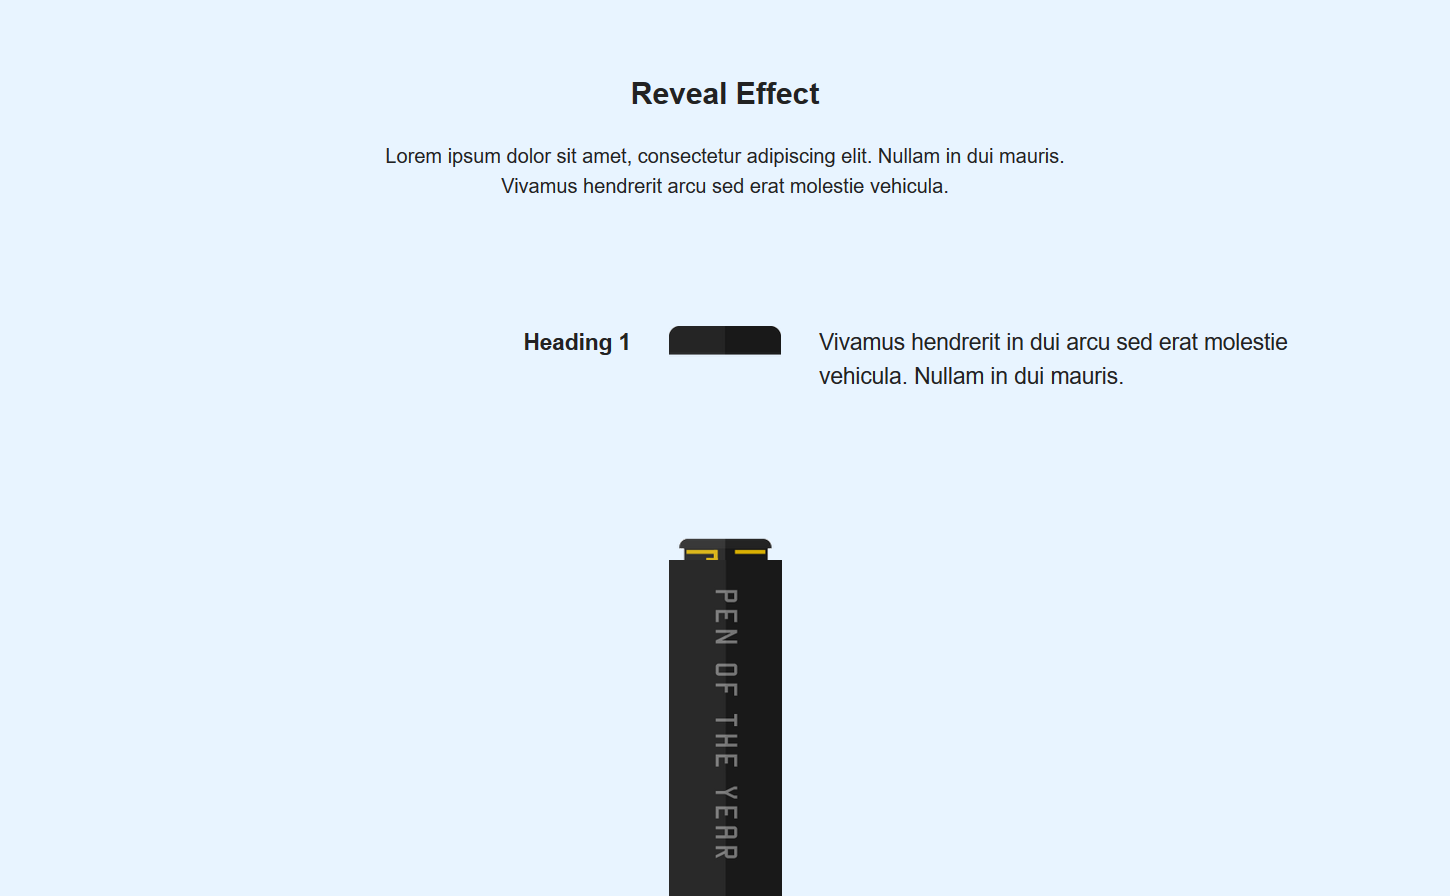 Reveal Effect
Lorem ipsum dolor sit amet, consectetur adipiscing elit. Nullam in dui mauris.
Vivamus hendrerit arcu sed erat molestie vehicula.
Heading 1
Vivamus hendrerit in dui arcu sed erat molestie
vehicula. Nullam in dui mauris.
PEN OF THE YEAR